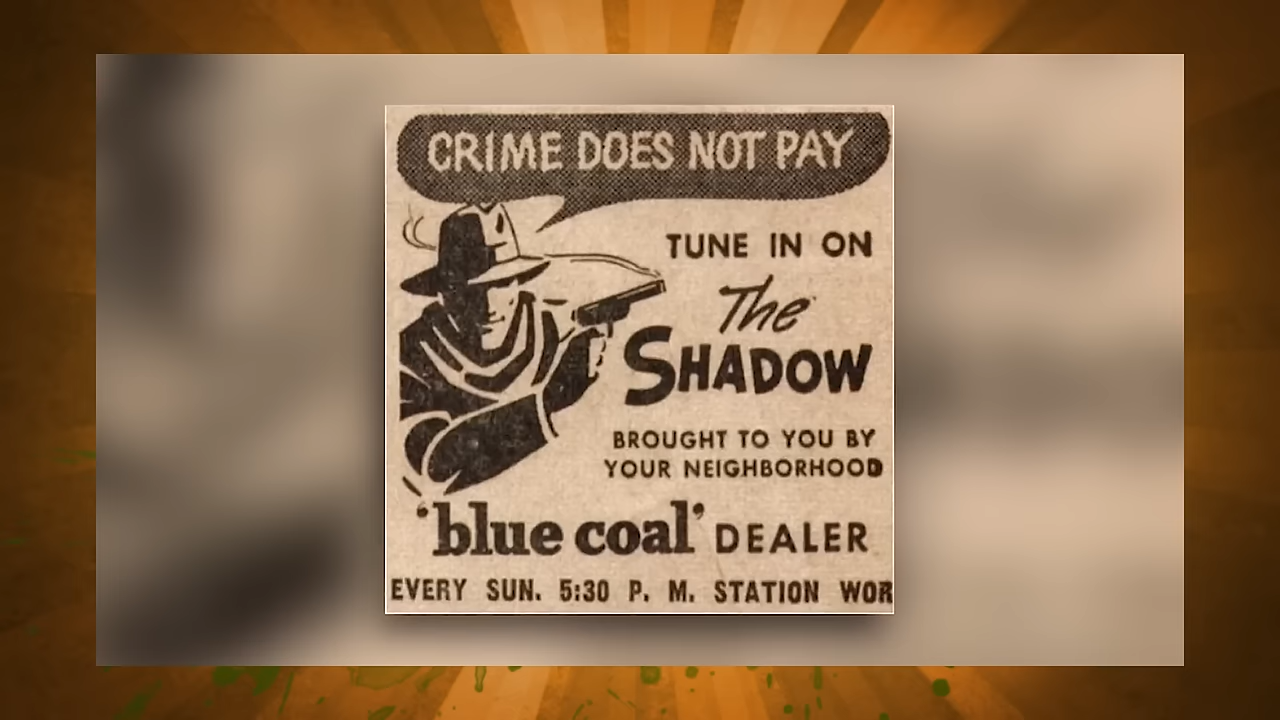 CRIME DOES NOT PAY
TUNE IN ON
The
SHADOW
BROUGHT TO YOU BY
YOUR NEIGHBORHOOD
'blue coal' DEALER
EVERY SUN. 5:30 P. M. STATION WOR